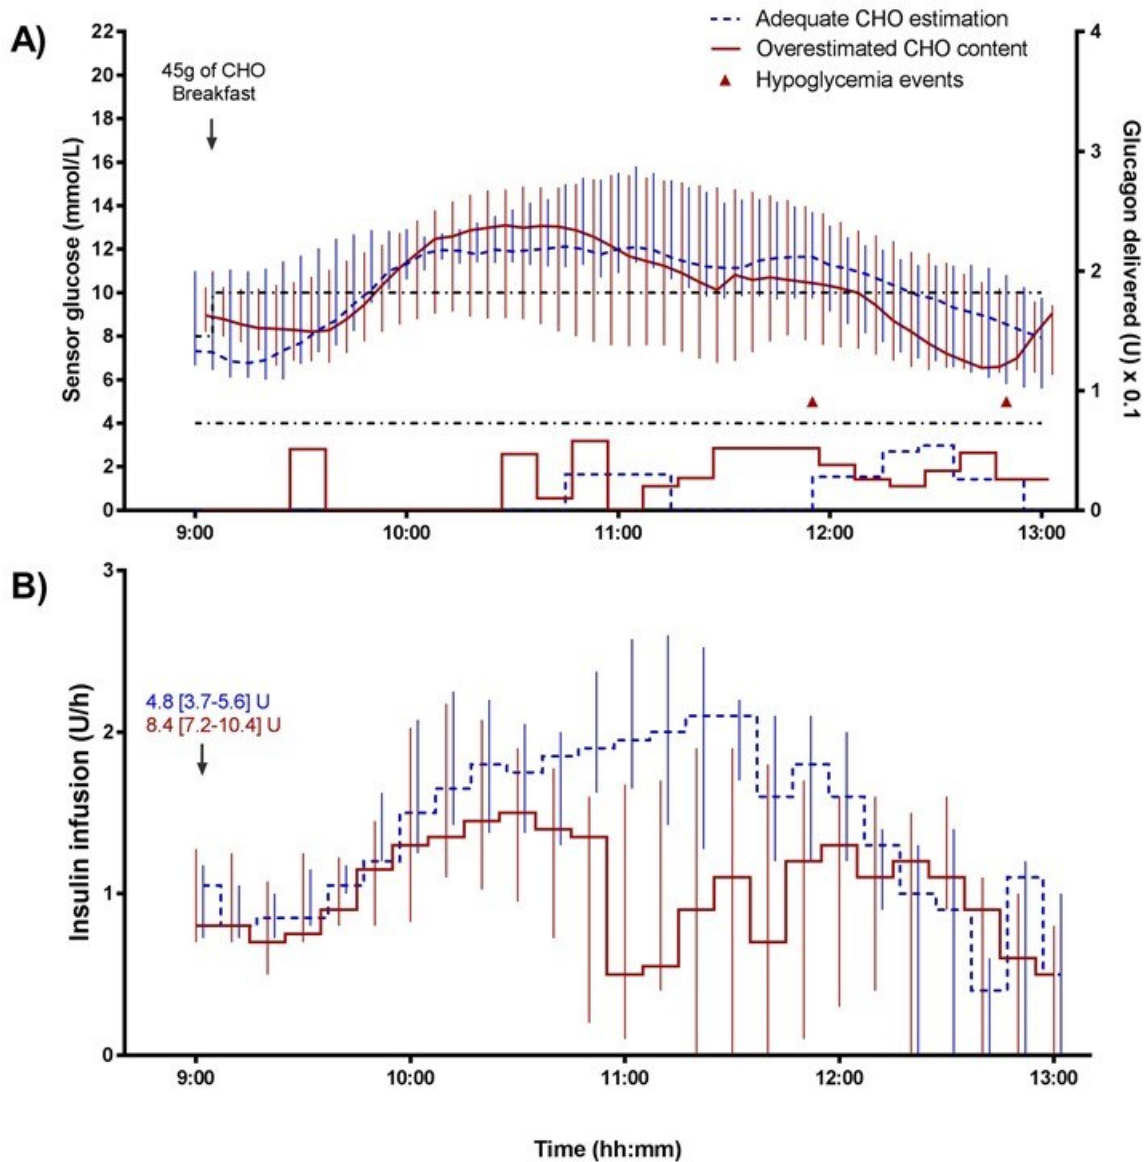 A)
Adequate CHO estimation
Overestimated CHO content
Hypoglycemia events
45g of CHO
Breakfast
Sensor glucose (mmol/L)
22
20
18
16
14
12
10
8
6
4
2
0
9:00
10:00
11:00
12:00
13:00
4
3
2
1
0
Glucagon delivered (U) x 0.1
B)
Insulin infusion (U/h)
3
2
1
0
4.8 [3.7-5.6] U
8.4 [7.2-10.4] U
9:00
10:00
11:00
12:00
13:00
Time (hh:mm)